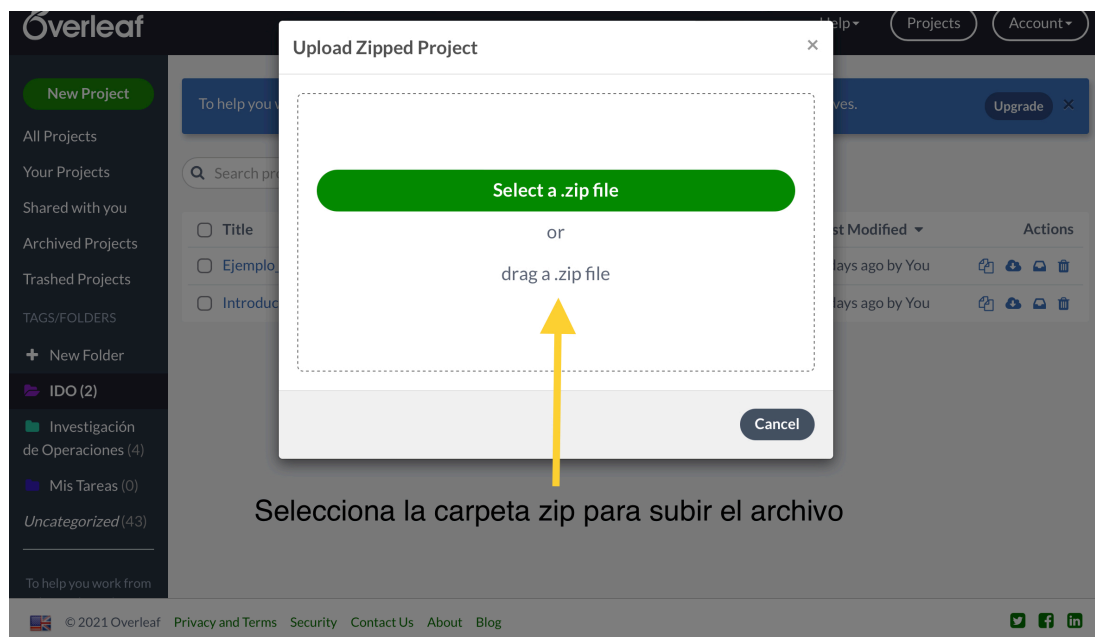 Overleaf
Help
Projects
Account
Upload Zipped Project
×
New Project
To help you
ves.
Upgrade
×
All Projects
Your Projects
Search pr
Select a .zip file
Shared with you
or
Title
st Modified
Actions
Archived Projects
drag a .zip file
Ejemplo_
days ago by You
Trashed Projects
Introduc
days ago by You
TAGS/FOLDERS
+ New Folder
IDO (2)
Cancel
Investigación
de Operaciones (4)
Mis Tareas (0)
Selecciona la carpeta zip para subir el archivo
Uncategorized (43)
To help you work from
© 2021 Overleaf Privacy and Terms Security Contact Us About Blog